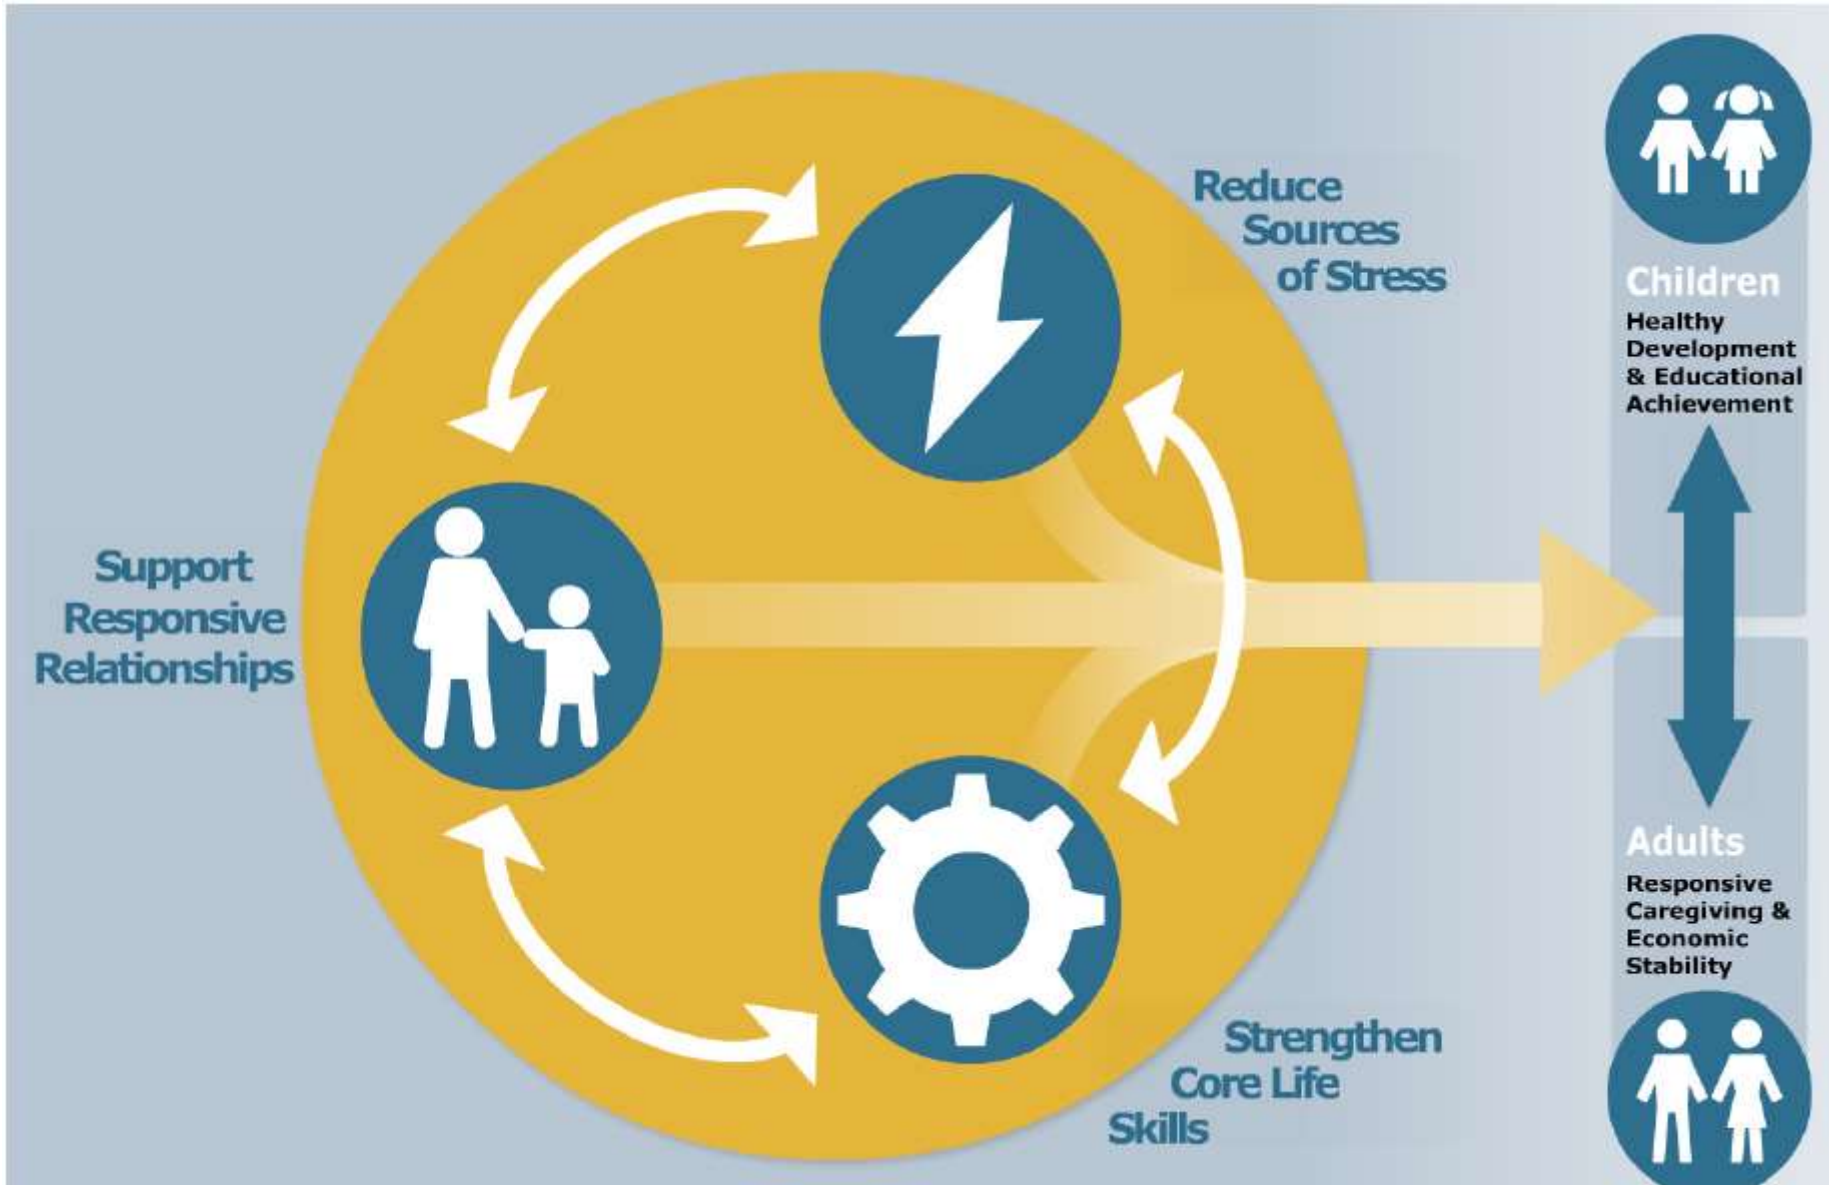 Reduce
Sources
of Stress
Support
Responsive
Relationships
Strengthen
Core Life
Skills
Children
Healthy
Development
& Educational
Achievement
Adults
Responsive
Caregiving &
Economic
Stability